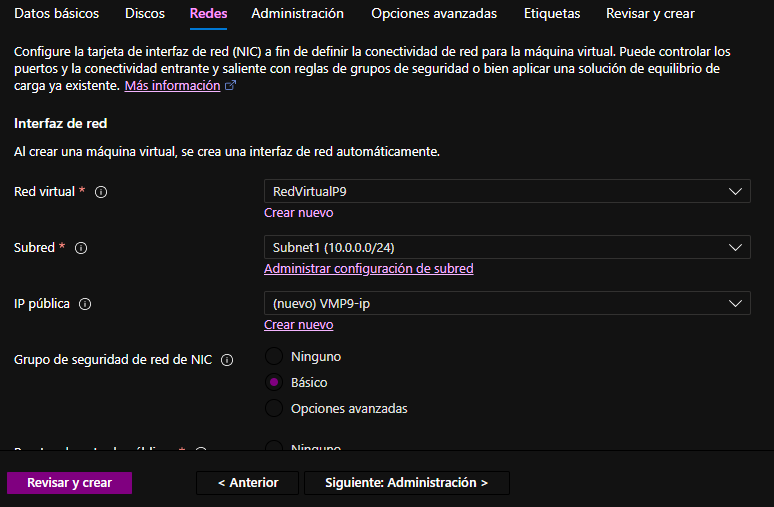 Datos básicos Discos Redes Administración Opciones avanzadas Etiquetas Revisar y crear
Configure la tarjeta de interfaz de red (NIC) a fin de definir la conectividad de red para la máquina virtual. Puede controlar los
puertos y la conectividad entrante y saliente con reglas de grupos de seguridad o bien aplicar una solución de equilibrio de
carga ya existente. Más información
Interfaz de red
Al crear una máquina virtual, se crea una interfaz de red automáticamente.
Red virtual * RedVirtualP9
Crear nuevo
Subred * Subnet1 (10.0.0.0/24)
Administrar configuración de subred
IP pública (nuevo) VMP9-ip
Crear nuevo
Grupo de seguridad de red de NIC Ninguno
Básico
Opciones avanzadas
Ninguno
Revisar y crear < Anterior Siguiente: Administración >